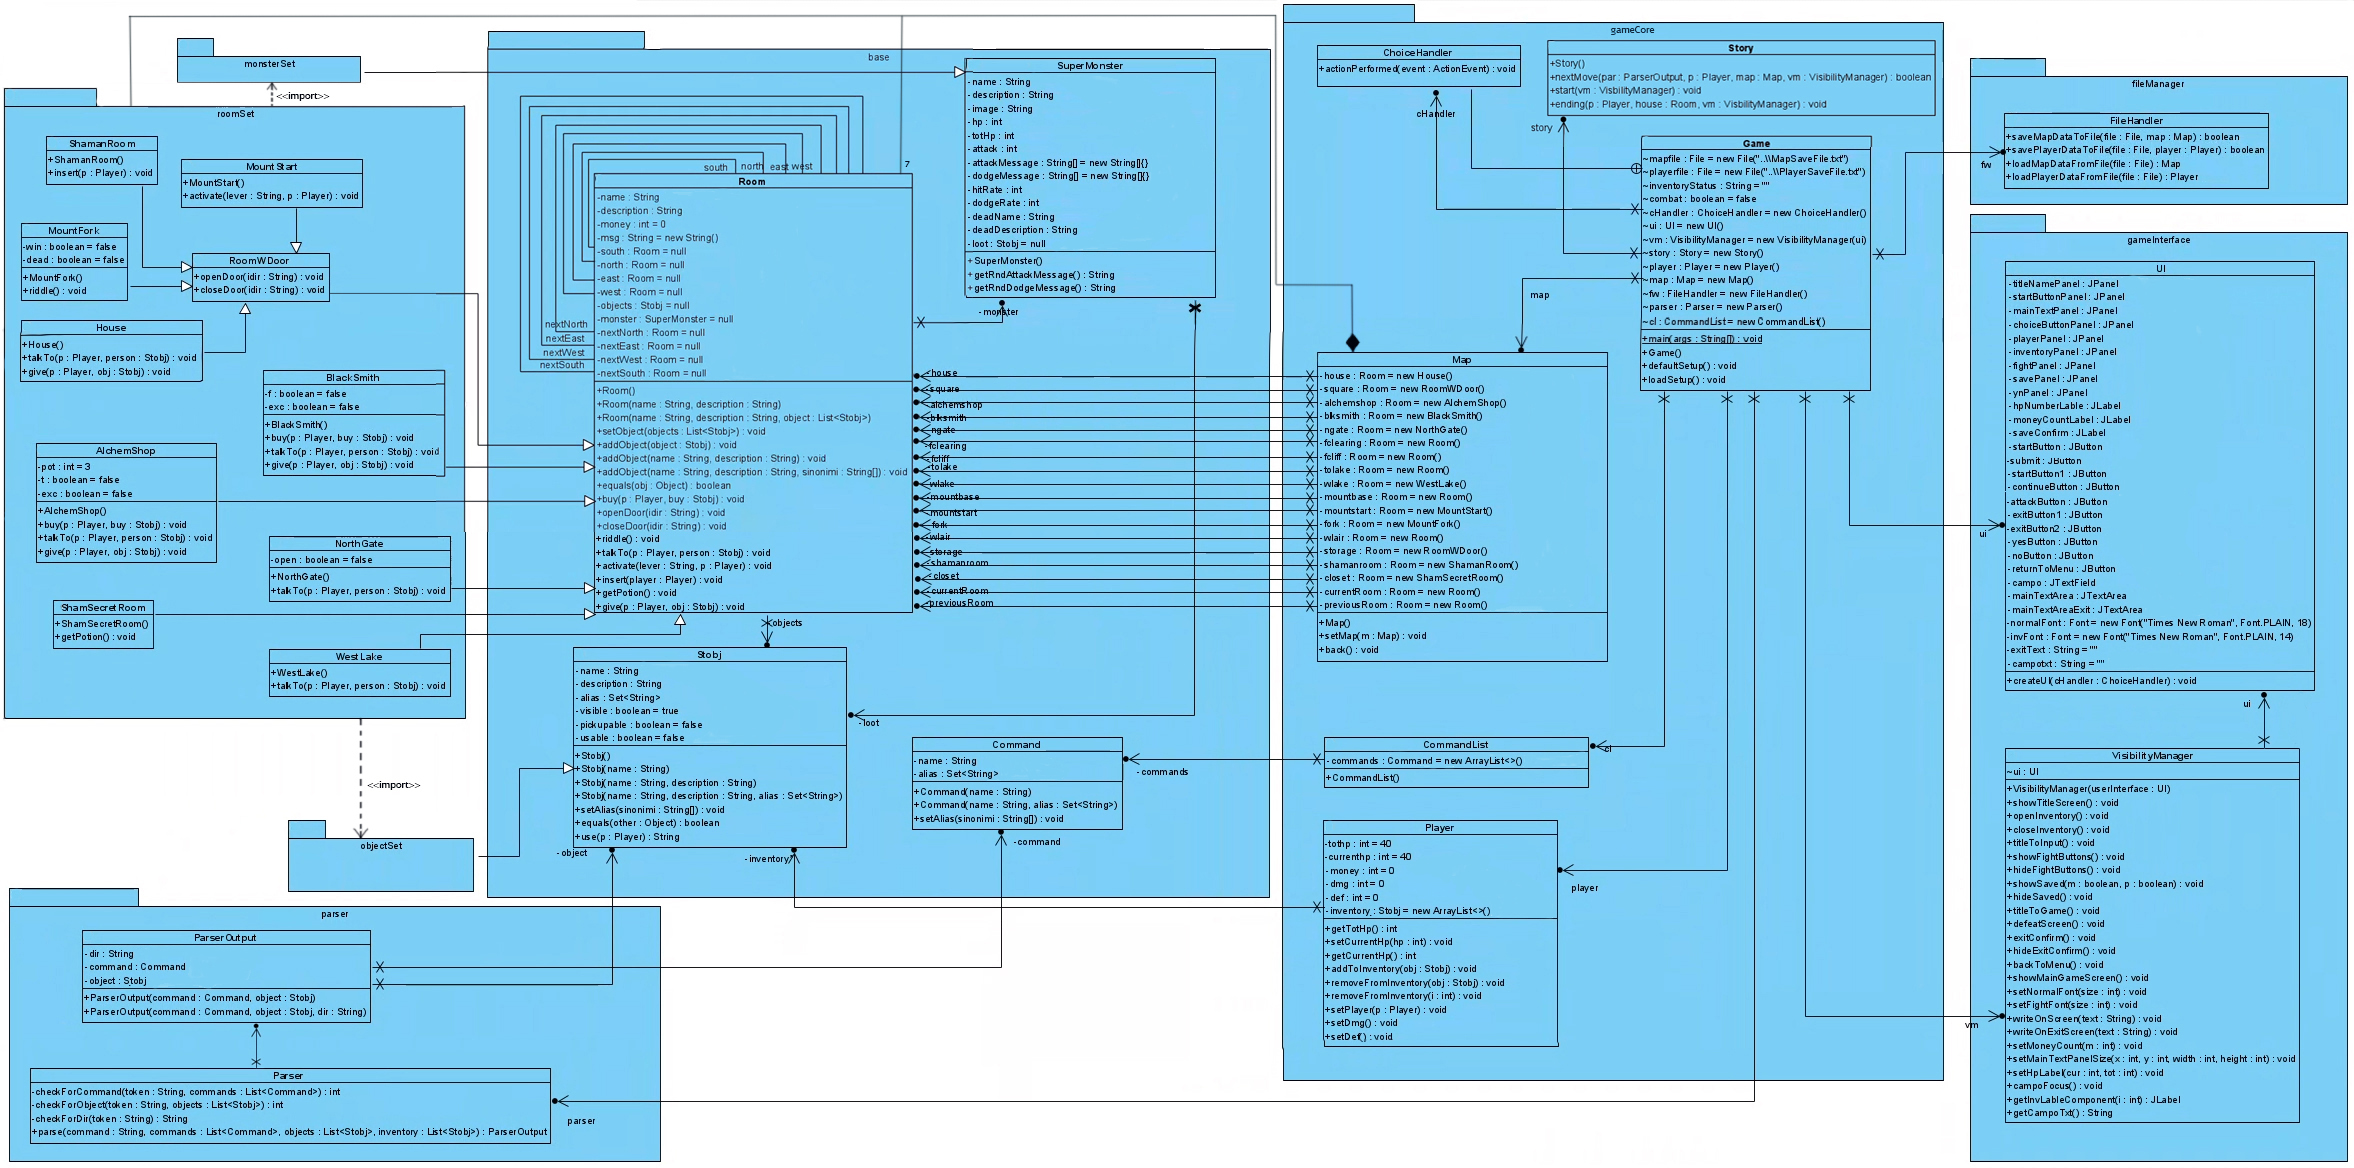 monsterSet
<<import>>
roomSet
ShamanRoom
+ShamanRoom()
+insert(p : Player) : void
MountStart
+MountStart()
+activate(lever : String, p : Player) : void
MountFork
-win : boolean = false
-dead : boolean = false
+MountFork()
+riddle() : void
RoomWDoor
+openDoor(idir : String) : void
+closeDoor(idir : String) : void
House
+House()
+talkTo(p : Player, person : Stobj) : void
+give(p : Player, obj : Stobj) : void
BlackSmith
-f : boolean = false
-exc : boolean = false
+BlackSmith()
+buy(p : Player, buy : Stobj) : void
+talkTo(p : Player, person : Stobj) : void
+give(p : Player, obj : Stobj) : void
AlchemShop
-pot : int = 3
-t : boolean = false
-exc : boolean = false
+AlchemShop()
+buy(p : Player, buy : Stobj) : void
+talkTo(p : Player, person : Stobj) : void
+give(p : Player, obj : Stobj) : void
NorthGate
-open : boolean = false
+NorthGate()
+talkTo(p : Player, person : Stobj) : void
ShamSecretRoom
+ShamSecretRoom()
+getPotion() : void
WestLake
+WestLake()
+talkTo(p : Player, person : Stobj) : void
<<import>>
objectSet
base
south
north
east
west
7
nextNorth
nextEast
nextWest
nextSouth
Room
-name : String
-description : String
-money : int = 0
-msg : String = new String()
-south : Room = null
-north : Room = null
-east : Room = null
-west : Room = null
-objects : Stobj = null
-monster : SuperMonster = null
-nextNorth : Room = null
-nextEast : Room = null
-nextWest : Room = null
-nextSouth : Room = null
+Room()
+Room(name : String, description : String)
+Room(name : String, description : String, object : List<Stobj>)
+setObject(objects : List<Stobj>) : void
+addObject(object : Stobj) : void
+addObject(name : String, description : String) : void
+addObject(name : String, description : String, sinonimi : String[]) : void
+equals(obj : Object) : boolean
+buy(p : Player, buy : Stobj) : void
+openDoor(idir : String) : void
+closeDoor(idir : String) : void
+riddle() : void
+talkTo(p : Player, person : Stobj) : void
+activate(lever : String, p : Player) : void
+insert(player : Player) : void
+getPotion() : void
+give(p : Player, obj : Stobj) : void
SuperMonster
-name : String
-description : String
-image : String
-hp : int
-totHp : int
-attack : int
-attackMessage : String[] = new String[]{}
-dodgeMessage : String[] = new String[]{}
-hitRate : int
-dodgeRate : int
-deadName : String
-deadDescription : String
-loot : Stobj = null
+SuperMonster()
+getRndAttackMessage() : String
+getRndDodgeMessage() : String
-monster
-house
-square
-alchemshop
-blksmith
-ngate
-fclearing
-fcliff
-tolake
-wlake
-mountbase
-mountstart
-fork
-wlair
-storage
-shamanroom
-closet
-currentRoom
-previousRoom
objects
Stobj
-name : String
-description : String
-alias : Set<String>
-visible : boolean = true
-pickupable : boolean = false
-usable : boolean = false
+Stobj()
+Stobj(name : String)
+Stobj(name : String, description : String)
+Stobj(name : String, description : String, alias : Set<String>)
+setAlias(sinonimi : String[]) : void
+equals(other : Object) : boolean
+use(p : Player) : String
-loot
-object
-inventory
Command
-name : String
-alias : Set<String>
+Command(name : String)
+Command(name : String, alias : Set<String>)
+setAlias(sinonimi : String[]) : void
-commands
-command
parser
ParserOutput
-dir : String
-command : Command
-object : Stobj
+ParserOutput(command : Command, object : Stobj)
+ParserOutput(command : Command, object : Stobj, dir : String)
Parser
-checkForCommand(token : String, commands : List<Command>) : int
-checkForObject(token : String, objects : List<Stobj>) : int
-checkForDir(token : String) : String
+parse(command : String, commands : List<Command>, objects : List<Stobj>, inventory : List<Stobj>) : ParserOutput
parser
gameCore
ChoiceHandler
+actionPerformed(event : ActionEvent) : void
cHandler
Story
+Story()
+nextMove(par : ParserOutput, p : Player, map : Map, vm : VisibilityManager) : boolean
+start(vm : VisbilityManager) : void
+ending(p : Player, house : Room, vm : VisbilityManager) : void
story
Game
~mapfile : File = new File("..\\MapSaveFile.txt")
~playerfile : File = new File("..\\PlayerSaveFile.txt")
~inventoryStatus : String = ""
~combat : boolean = false
~cHandler : ChoiceHandler = new ChoiceHandler()
~ui : UI = new UI()
~vm : VisibilityManager = new VisibilityManager(ui)
~story : Story = new Story()
~player : Player = new Player()
~map : Map = new Map()
~fw : FileHandler = new FileHandler()
~parser : Parser = new Parser()
~cl : CommandList = new CommandList()
+main(args : String[]) : void
+Game()
+defaultSetup() : void
+loadSetup() : void
map
Map
-house : Room = new House()
-square : Room = new RoomWDoor()
-alchemshop : Room = new AlchemShop()
-blksmith : Room = new BlackSmith()
-ngate : Room = new NorthGate()
-fclearing : Room = new Room()
-fcliff : Room = new Room()
-tolake : Room = new Room()
-wlake : Room = new WestLake()
-mountbase : Room = new Room()
-mountstart : Room = new MountStart()
-fork : Room = new MountFork()
-wlair : Room = new Room()
-storage : Room = new RoomWDoor()
-shamanroom : Room = new ShamanRoom()
-closet : Room = new ShamSecretRoom()
-currentRoom : Room = new Room()
-previousRoom : Room = new Room()
+Map()
+setMap(m : Map) : void
+back() : void
CommandList
-commands : Command = new ArrayList<>()
+CommandList()
cl
Player
-tothp : int = 40
-currenthp : int = 40
-money : int = 0
-dmg : int = 0
-def : int = 0
-inventory : Stobj = new ArrayList<>()
+getTotHp() : int
+setCurrentHp(hp : int) : void
+getCurrentHp() : int
+addToInventory(obj : Stobj) : void
+removeFromInventory(obj : Stobj) : void
+removeFromInventory(i : int) : void
+setPlayer(p : Player) : void
+setDmg() : void
+setDef() : void
player
fileManager
FileHandler
+saveMapDataToFile(file : File, map : Map) : boolean
+savePlayerDataToFile(file : File, player : Player) : boolean
+loadMapDataFromFile(file : File) : Map
+loadPlayerDataFromFile(file : File) : Player
fw
gameInterface
UI
-titleNamePanel : JPanel
-startButtonPanel : JPanel
-mainTextPanel : JPanel
-choiceButtonPanel : JPanel
-playerPanel : JPanel
-inventoryPanel : JPanel
-fightPanel : JPanel
-savePanel : JPanel
-ynPanel : JPanel
-hpNumberLable : JLabel
-moneyCountLabel : JLabel
-saveConfirm : JLabel
-startButton : JButton
-submit : JButton
-startButton1 : JButton
-continueButton : JButton
-attackButton : JButton
-exitButton1 : JButton
-exitButton2 : JButton
-yesButton : JButton
-noButton : JButton
-returnToMenu : JButton
-campo : JTextField
-mainTextArea : JTextArea
-mainTextAreaExit : JTextArea
-normalFont : Font = new Font("Times New Roman", Font.PLAIN, 18)
-invFont : Font = new Font("Times New Roman", Font.PLAIN, 14)
-exitText : String = ""
-campotxt : String = ""
+createUI(cHandler : ChoiceHandler) : void
ui
ui
VisibilityManager
~ui : UI
+VisibilityManager(userInterface : UI)
+showTitleScreen() : void
+openInventory() : void
+closeInventory() : void
+titleToInput() : void
+showFightButtons() : void
+hideFightButtons() : void
+showSaved(m : boolean, p : boolean) : void
+hideSaved() : void
+titleToGame() : void
+defeatScreen() : void
+exitConfirm() : void
+hideExitConfirm() : void
+backToMenu() : void
+showMainGameScreen() : void
+setNormalFont(size : int) : void
+setFightFont(size : int) : void
+writeOnScreen(text : String) : void
+writeOnExitScreen(text : String) : void
+setMoneyCount(m : int) : void
+setMainTextPanelSize(x : int, y : int, width : int, height : int) : void
+setHpLabel(cur : int, tot : int) : void
+campoFocus() : void
+getInvLableComponent(i : int) : JLabel
+getCampoTxt() : String
vm